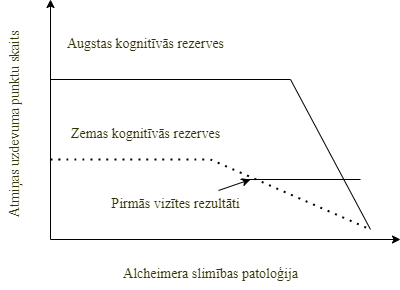 Atmiņas uzdevuma punktu skaits
Augstas kognitīvās rezerves
Zemas kognitīvās rezerves
Pirmās vizītes rezultāti
Alcheimera slimības patoloģija